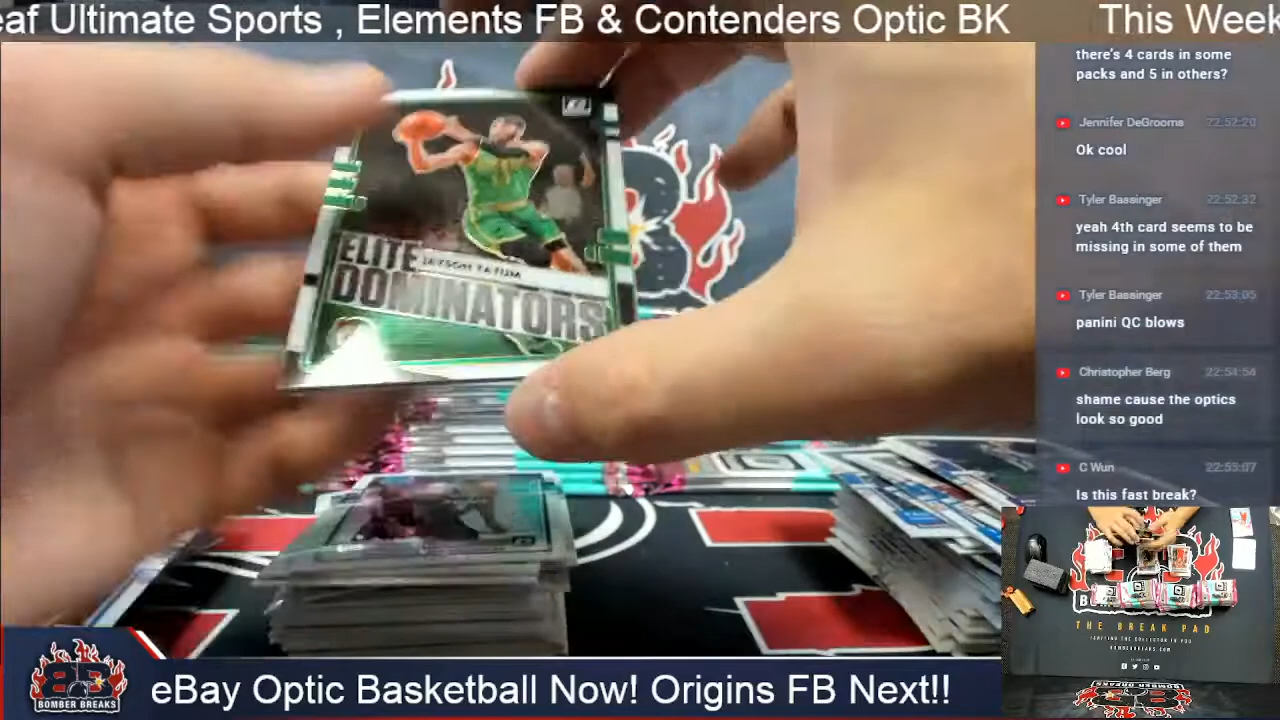 eaf Ultimate Sports , Elements FB & Contenders Optic BK
This Week
there's 4 cards in some
packs and 5 in others?
Jennifer DeGrooms 22:52:20
Ok cool
Tyler Bassinger 22:52:32
yeah 4th card seems to be
missing in some of them
Tyler Bassinger 22:53:05
panini QC blows
Christopher Berg 22:54:54
shame cause the optics
look so good
C Wun 22:55:07
Is this fast break?
ELITE
JAYSON TATUM
DOMINATORS
THE BREAK PAD
BOMBER BREAKS
eBay Optic Basketball Now! Origins FB Next!!